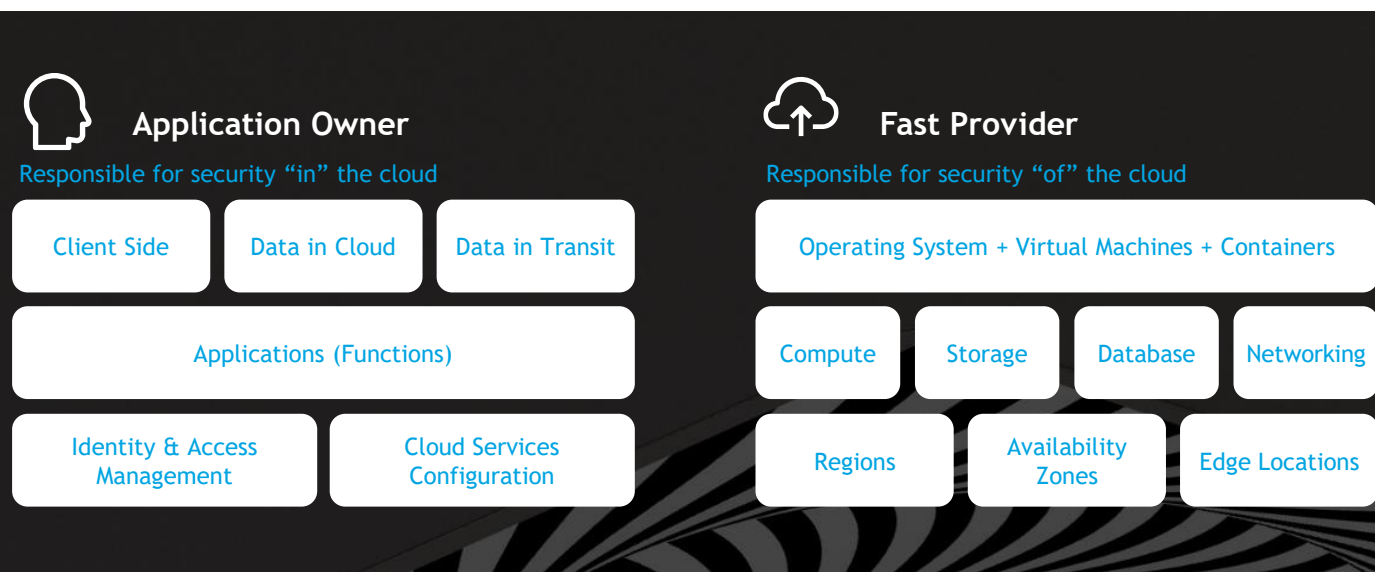 Application Owner
Responsible for security “in” the cloud
Client Side
Data in Cloud
Data in Transit
Applications (Functions)
Identity & Access
Management
Cloud Services
Configuration
Fast Provider
Responsible for security “of” the cloud
Operating System + Virtual Machines + Containers
Compute
Storage
Database
Networking
Regions
Availability
Zones
Edge Locations